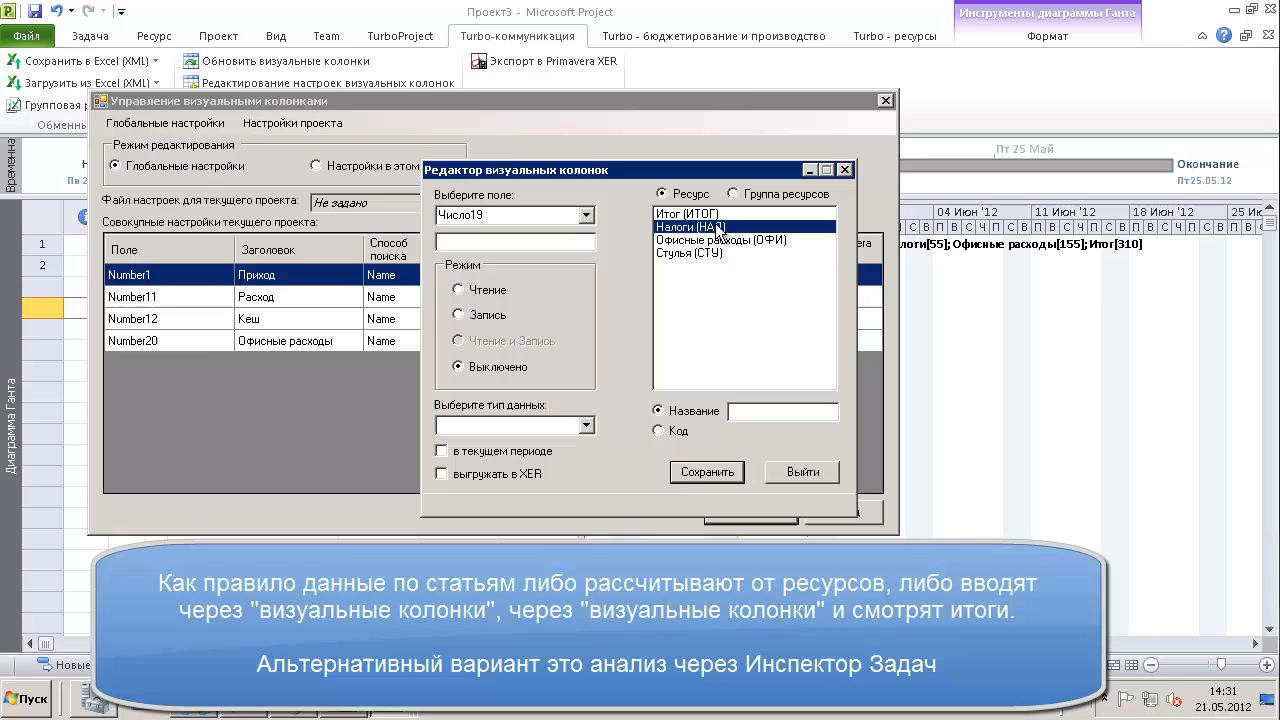 Проект3 - Microsoft Project
Инструменты диаграммы Ганта
Файл
Задача
Ресурс
Проект
Вид
Team
TurboProject
Turbo-коммуникация
Turbo - бюджетирование и производство
Turbo - ресурсы
Формат
Сохранить в Excel (XML)
Обновить визуальные колонки
Экспорт в Primavera XER
Загрузить из Excel (XML)
Редактирование настроек визуальных колонок
Групповая
Управление визуальными колонками
Глобальные настройки
Настройки проекта
Режим редактирования
Глобальные настройки
Настройки в этом
Файл настроек для текущего проекта:
Не задано
Совокупные настройки текущего проекта:
Поле
Заголовок
Способ поиска
Number1
Приход
Name
Number11
Расход
Name
Number12
Кеш
Name
Number20
Офисные расходы
Name
Редактор визуальных колонок
Выберите поле:
Число19
Режим
Чтение
Запись
Чтение и Запись
Выключено
Выберите тип данных:
в текущем периоде
выгружать в XER
Ресурс
Группа ресурсов
Итог (ИТОГ)
Налоги (НАЛ)
Офисные расходы (ОФИ)
Стулья (СТУ)
Название
Код
Сохранить
Выйти
Пт 25 Май
Окончание
Пт25.05.12
04 Июн '12
11 Июн '12
18 Июн '12
25 Ию
В П В С Ч П С В П В С Ч П С В П В С Ч П С В П В С
логи[55]; Офисные расходы[155]; Итог[310]
1
2
Диаграмма Ганта
Как правило данные по статьям либо рассчитывают от ресурсов, либо вводят
через "визуальные колонки", через "визуальные колонки" и смотрят итоги.
Альтернативный вариант это анализ через Инспектор Задач
Новые
Пуск
14:31
21.05.2012